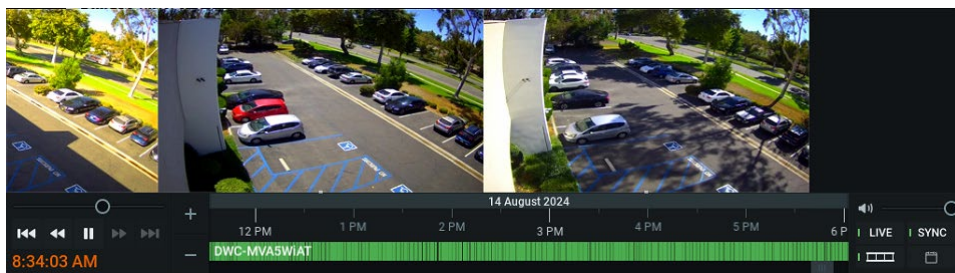 14 August 2024
12 PM 1 PM 2 PM 3 PM 4 PM 5 PM 6 P
LIVE SYNC
DWC-MVA5WiAT
8:34:03 AM